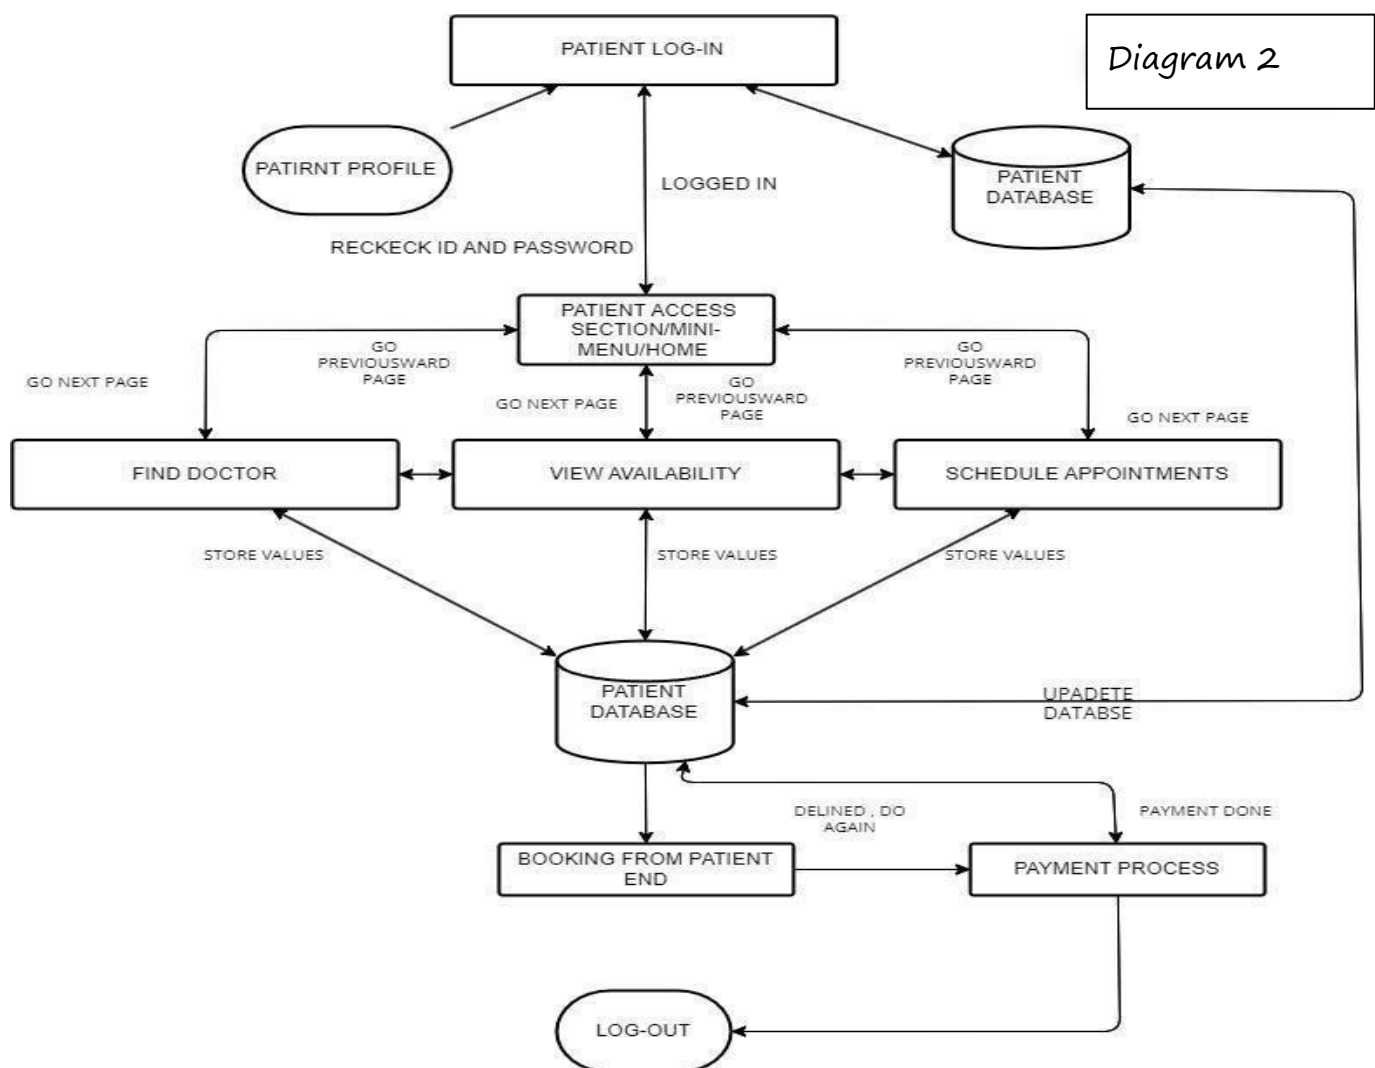 PATIENT LOG-IN
Diagram 2
PATIRNT PROFILE
PATIENT
DATABASE
LOGGED IN
RECKECK ID AND PASSWORD
PATIENT ACCESS
SECTION/MINI-
MENU/HOME
GO
PREVIOUSWARD
PAGE
GO NEXT PAGE
GO NEXT PAGE
GO
PREVIOUSWARD
PAGE
GO
PREVIOUSWARD
PAGE
GO NEXT PAGE
FIND DOCTOR
VIEW AVAILABILITY
SCHEDULE APPOINTMENTS
STORE VALUES
STORE VALUES
STORE VALUES
PATIENT
DATABASE
UPADETE
DATABSE
DELINED , DO
AGAIN
PAYMENT DONE
BOOKING FROM PATIENT
END
PAYMENT PROCESS
LOG-OUT